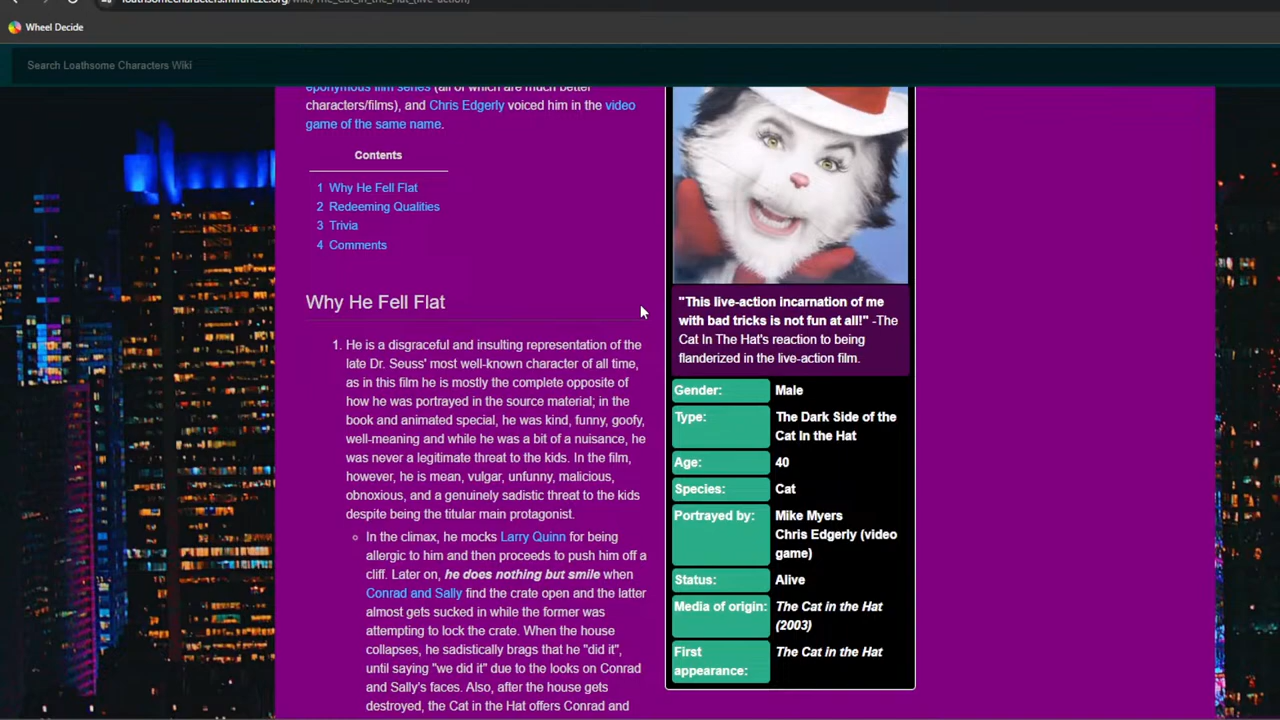 Wheel Decide
Search Loathsome Characters Wiki
eponymous film series (all of which are much better
characters/films), and Chris Edgerly voiced him in the video
game of the same name.
Contents
1 Why He Fell Flat
2 Redeeming Qualities
3 Trivia
4 Comments
Why He Fell Flat
1. He is a disgraceful and insulting representation of the
late Dr. Seuss' most well-known character of all time,
as in this film he is mostly the complete opposite of
how he was portrayed in the source material; in the
book and animated special, he was kind, funny, goofy,
well-meaning and while he was a bit of a nuisance, he
was never a legitimate threat to the kids. In the film,
however, he is mean, vulgar, unfunny, malicious,
obnoxious, and a genuinely sadistic threat to the kids
despite being the titular main protagonist.
In the climax, he mocks Larry Quinn for being
allergic to him and then proceeds to push him off a
cliff. Later on, he does nothing but smile when
Conrad and Sally find the crate open and the latter
almost gets sucked in while the former was
attempting to lock the crate. When the house
collapses, he sadistically brags that he "did it",
until saying "we did it" due to the looks on Conrad
and Sally's faces. Also, after the house gets
destroyed, the Cat in the Hat offers Conrad and
"This live-action incarnation of me
with bad tricks is not fun at all!" -The
Cat In The Hat's reaction to being
flanderized in the live-action film.
Gender: Male
Type: The Dark Side of the
Cat In the Hat
Age: 40
Species: Cat
Portrayed by: Mike Myers
Chris Edgerly (video
game)
Status: Alive
Media of origin: The Cat in the Hat
(2003)
First The Cat in the Hat
appearance: